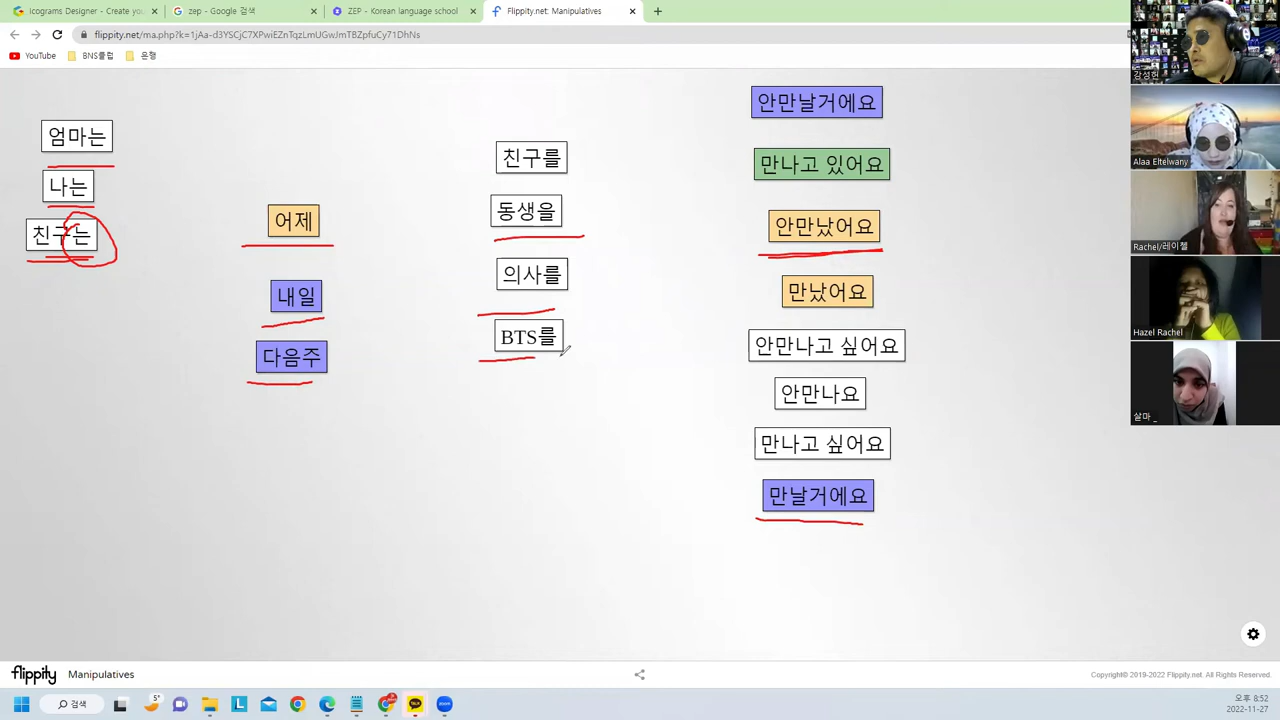 Icograms Designer - Create you
zep - Google 검색
ZEP - Korean language school
Flippity.net: Manipulatives
flippity.net/ma.php?k=1jAa-d3YSCjC7XPwiEZnTqzLmUGwJmTBZpfuCy71DhNs
YouTube
BNS클럽
은행
엄마는
나는
친구는
어제
내일
다음주
친구를
동생을
의사를
BTS를
안만날거에요
만나고 있어요
안만났어요
만났어요
안만나고 싶어요
안만나요
만나고 싶어요
만날거에요
강성헌
Alaa Eltelwany
Rachel/레이첼
Hazel Rachel
살마 _
flippity
Manipulatives
Copyright© 2019-2022 Flippity.net. All Rights Reserved.
검색
5°
오후 8:52
2022-11-27